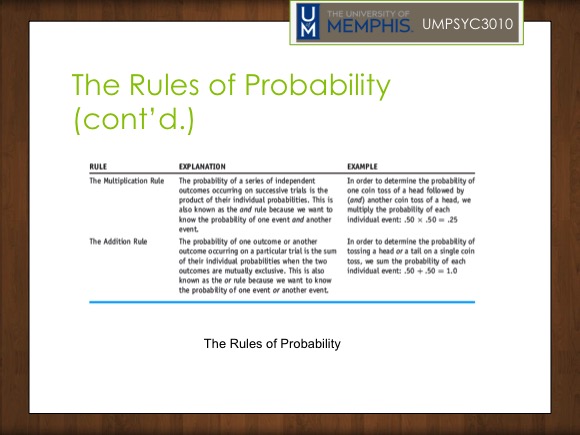 UM
THE UNIVERSITY OF
MEMPHIS.
UMPSYC3010
The Rules of Probability
(cont’d.)
RULE EXPLANATION EXAMPLE
The Multiplication Rule The probability of a series of independent In order to determine the probability of
outcomes occurring on successive trials is the one coin toss of a head followed by
product of their individual probabilities. This is (and) another coin toss of a head, we
also known as the and rule because we want to multiply the probability of each
know the probability of one event and another individual event: .50 × .50 = .25
event.
The Addition Rule The probability of one outcome or another In order to determine the probability of
outcome occurring on a particular trial is the sum tossing a head or a tail on a single coin
of their individual probabilities when the two toss, we sum the probability of each
outcomes are mutually exclusive. This is also individual event: .50 + .50 = 1.0
known as the or rule because we want to know
the probability of one event or another event.
The Rules of Probability